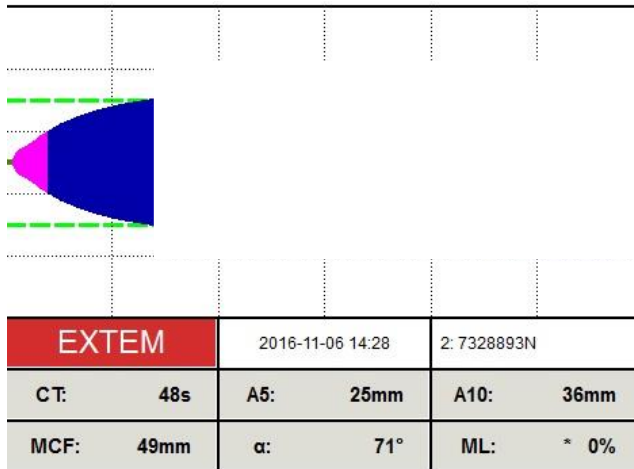 EXTEM 2016-11-06 14:28 2: 7328893N
CT: 48s A5: 25mm A10: 36mm
MCF: 49mm α: 71° ML: * 0%